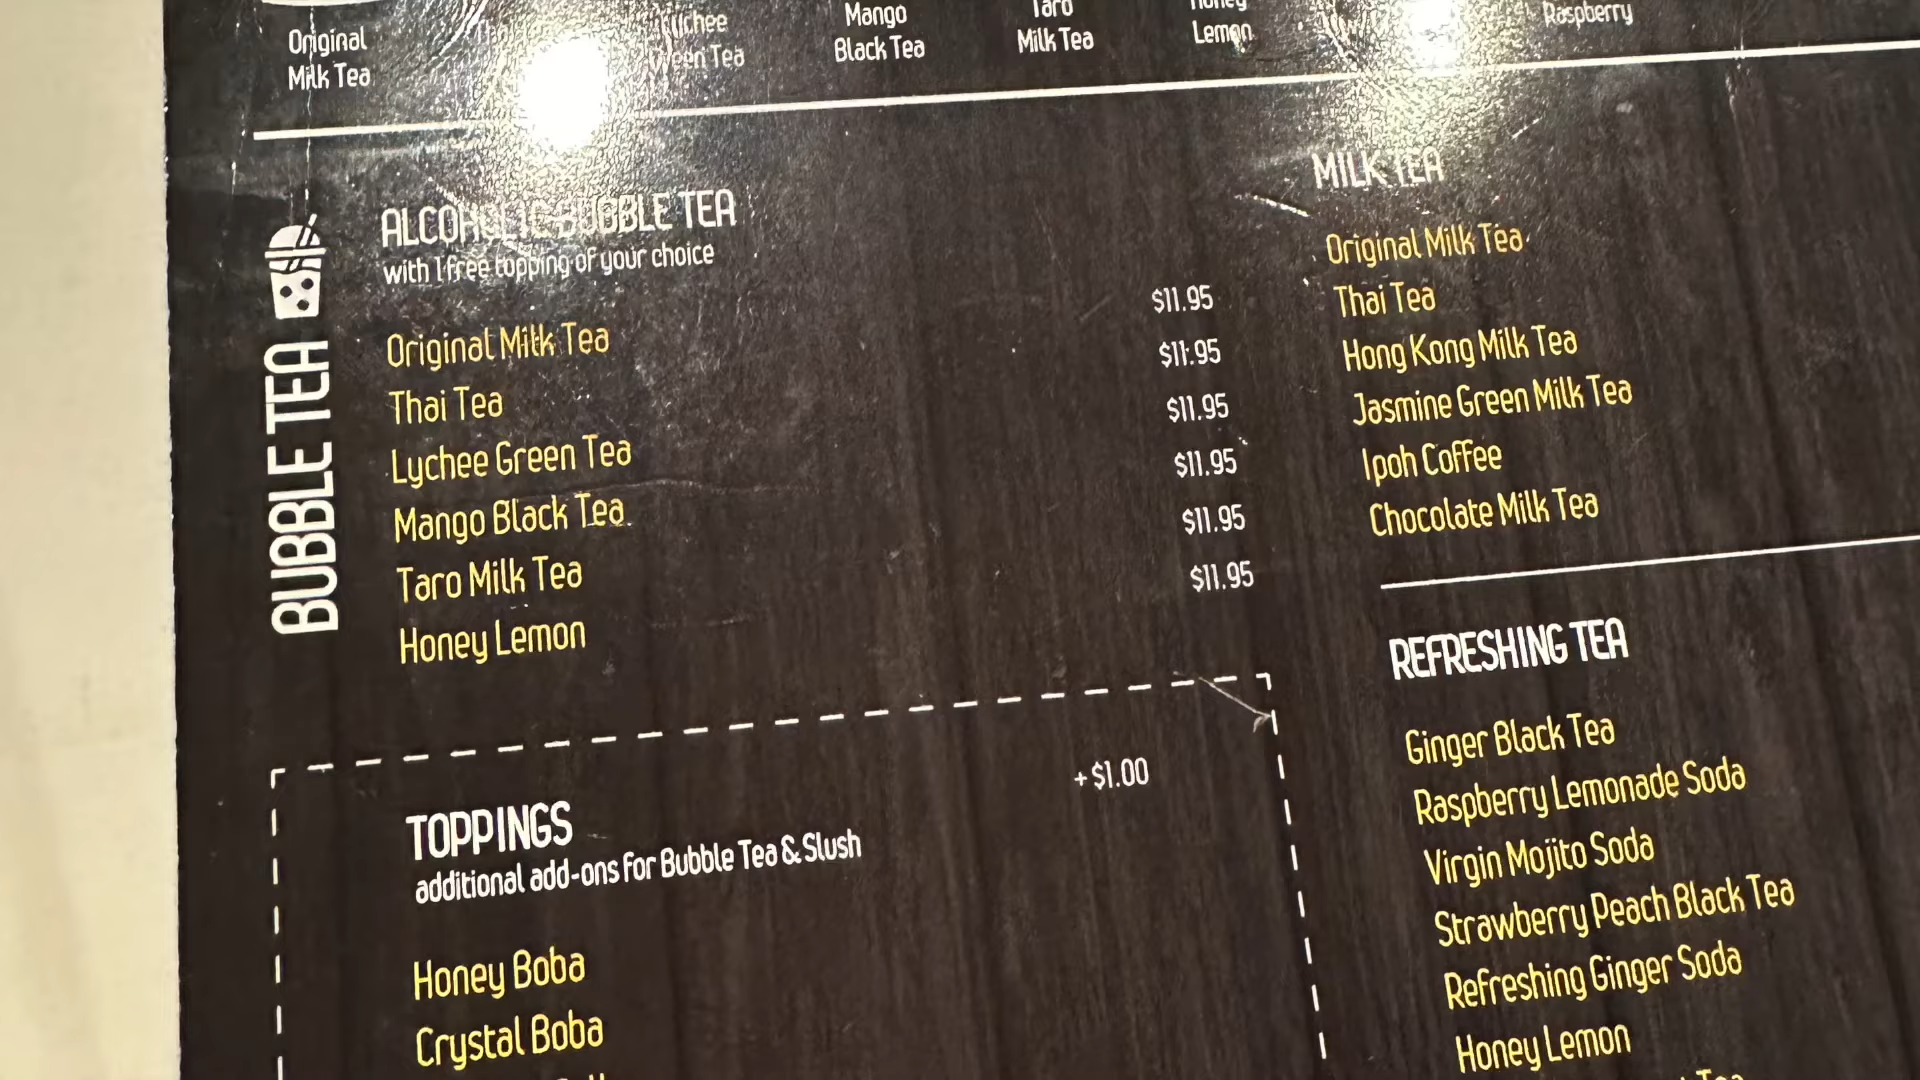 Original
Milk Tea
Lychee
Green Tea
Mango
Black Tea
Taro
Milk Tea
Honey
Lemon
Raspberry
BUBBLE TEA
ALCOHOLIC BUBBLE TEA
with 1 free topping of your choice
Original Milk Tea $11.95
Thai Tea $11.95
Lychee Green Tea $11.95
Mango Black Tea $11.95
Taro Milk Tea $11.95
Honey Lemon $11.95
TOPPINGS +$1.00
additional add-ons for Bubble Tea & Slush
Honey Boba
Crystal Boba
MILK TEA
Original Milk Tea
Thai Tea
Hong Kong Milk Tea
Jasmine Green Milk Tea
Ipoh Coffee
Chocolate Milk Tea
REFRESHING TEA
Ginger Black Tea
Raspberry Lemonade Soda
Virgin Mojito Soda
Strawberry Peach Black Tea
Refreshing Ginger Soda
Honey Lemon